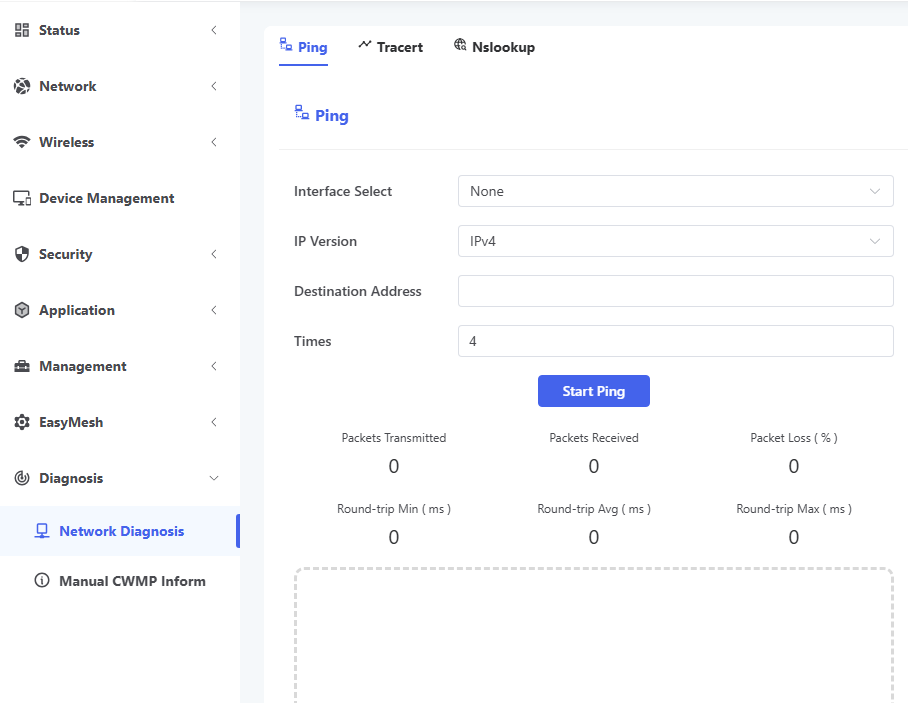 Status
Network
Wireless
Device Management
Security
Application
Management
EasyMesh
Diagnosis
Network Diagnosis
Manual CWMP Inform
Ping Tracert Nslookup
Ping
Interface Select None
IP Version IPv4
Destination Address
Times 4
Start Ping
Packets Transmitted Packets Received Packet Loss ( % )
0 0 0
Round-trip Min ( ms ) Round-trip Avg ( ms ) Round-trip Max ( ms )
0 0 0